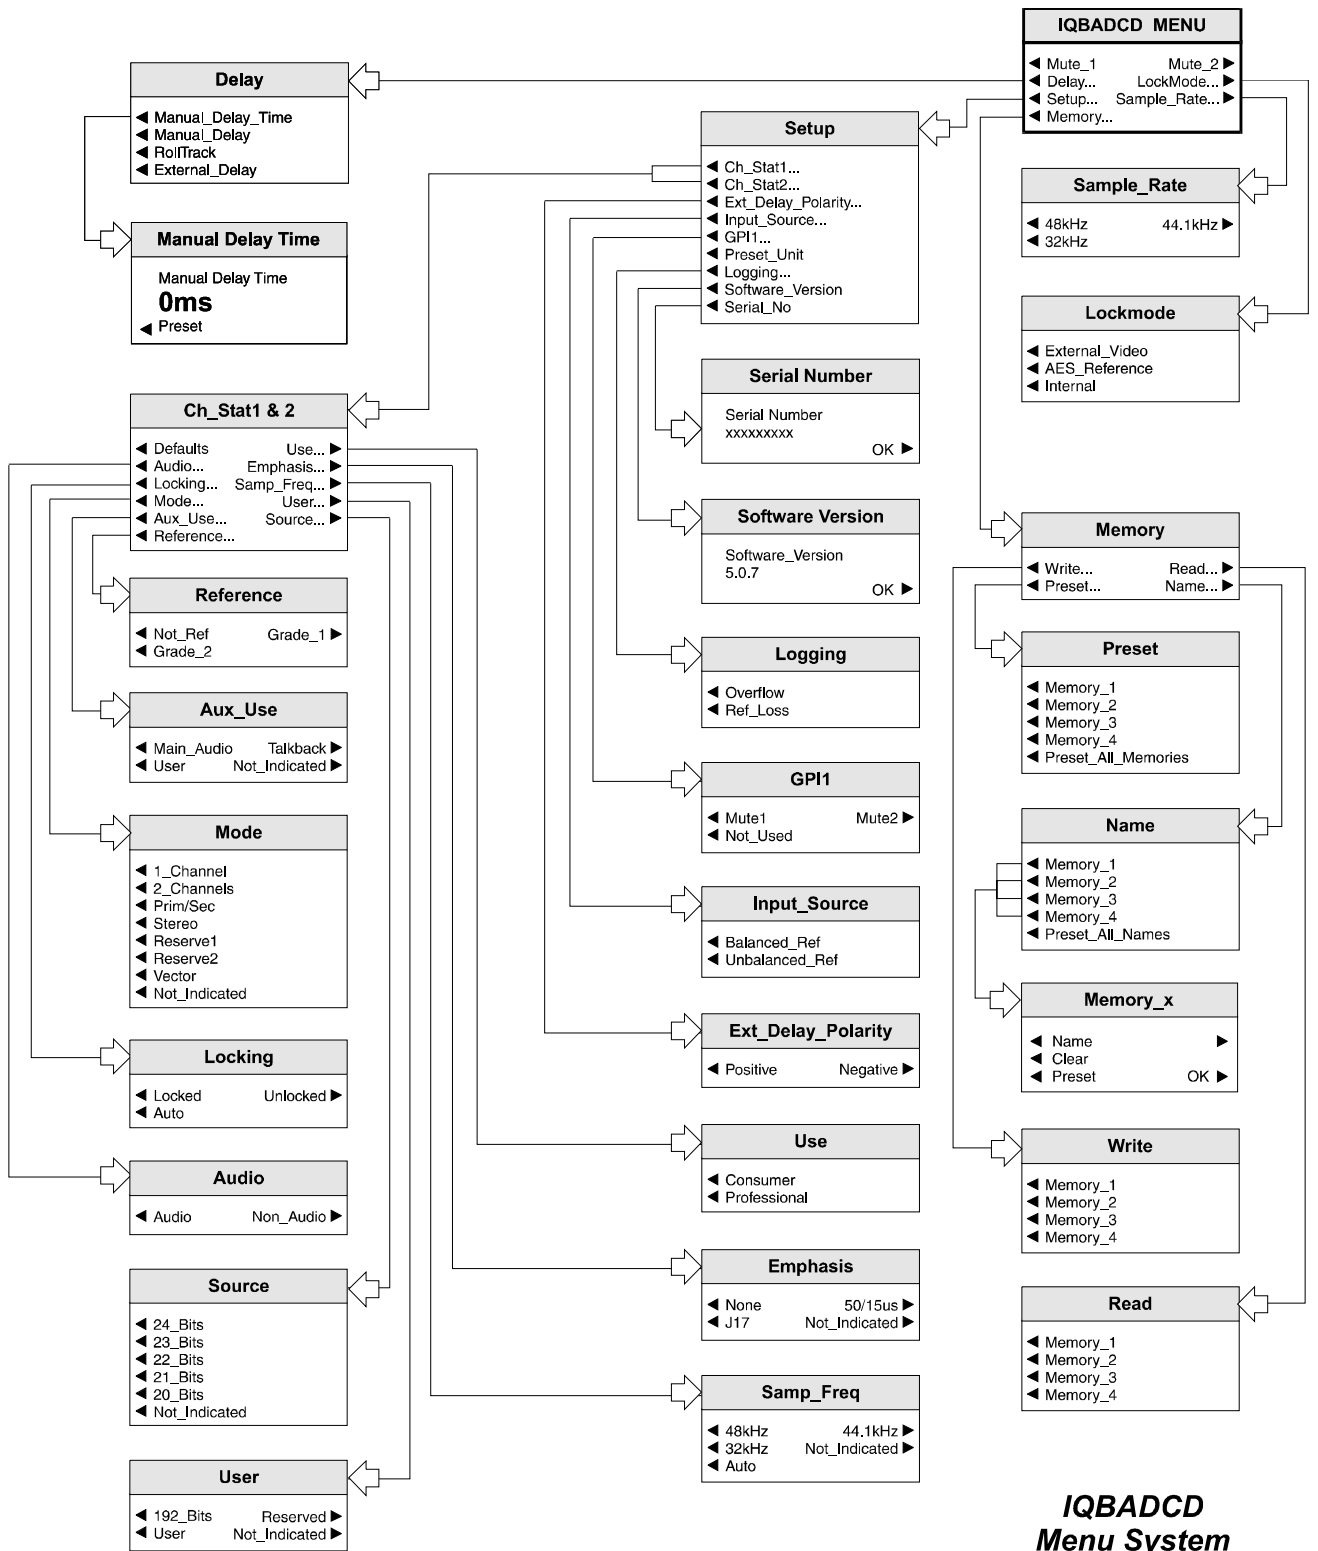 IQBADCD MENU
Mute_1 Mute_2
Delay... LockMode...
Setup... Sample_Rate...
Memory...
Delay
Manual_Delay_Time
Manual_Delay
RollTrack
External_Delay
Manual Delay Time
Manual Delay Time
0ms
Preset
Setup
Ch_Stat1...
Ch_Stat2...
Ext_Delay_Polarity...
Input_Source...
GPI1...
Preset_Unit
Logging...
Software_Version
Serial_No
Sample_Rate
48kHz 44.1kHz
32kHz
Lockmode
External_Video
AES_Reference
Internal
Serial Number
Serial Number
xxxxxxxxx
OK
Ch_Stat1 & 2
Defaults Use...
Audio... Emphasis...
Locking... Samp_Freq...
Mode... User...
Aux_Use... Source...
Reference...
Software Version
Software_Version
5.0.7
OK
Memory
Write... Read...
Preset... Name...
Reference
Not_Ref Grade_1
Grade_2
Logging
Overflow
Ref_Loss
Preset
Memory_1
Memory_2
Memory_3
Memory_4
Preset_All_Memories
Aux_Use
Main_Audio Talkback
User Not_Indicated
GPI1
Mute1 Mute2
Not_Used
Mode
1_Channel
2_Channels
Prim/Sec
Stereo
Reserve1
Reserve2
Vector
Not_Indicated
Name
Memory_1
Memory_2
Memory_3
Memory_4
Preset_All_Names
Input_Source
Balanced_Ref
Unbalanced_Ref
Memory_x
Name
Clear
Preset OK
Ext_Delay_Polarity
Positive Negative
Locking
Locked Unlocked
Auto
Use
Consumer
Professional
Write
Memory_1
Memory_2
Memory_3
Memory_4
Audio
Audio Non_Audio
Source
24_Bits
23_Bits
22_Bits
21_Bits
20_Bits
Not_Indicated
Emphasis
None 50/15us
J17 Not_Indicated
Read
Memory_1
Memory_2
Memory_3
Memory_4
Samp_Freq
48kHz 44.1kHz
32kHz Not_Indicated
Auto
User
192_Bits Reserved
User Not_Indicated
IQBADCD
Menu System